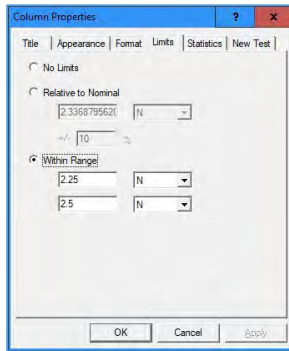 Column Properties ? x
Title Appearance Format Limits Statistics New Test
No Limits
Relative to Nominal
2.336879562 N
+/- 10 %
Within Range
2.25 N
2.5 N
OK Cancel Apply